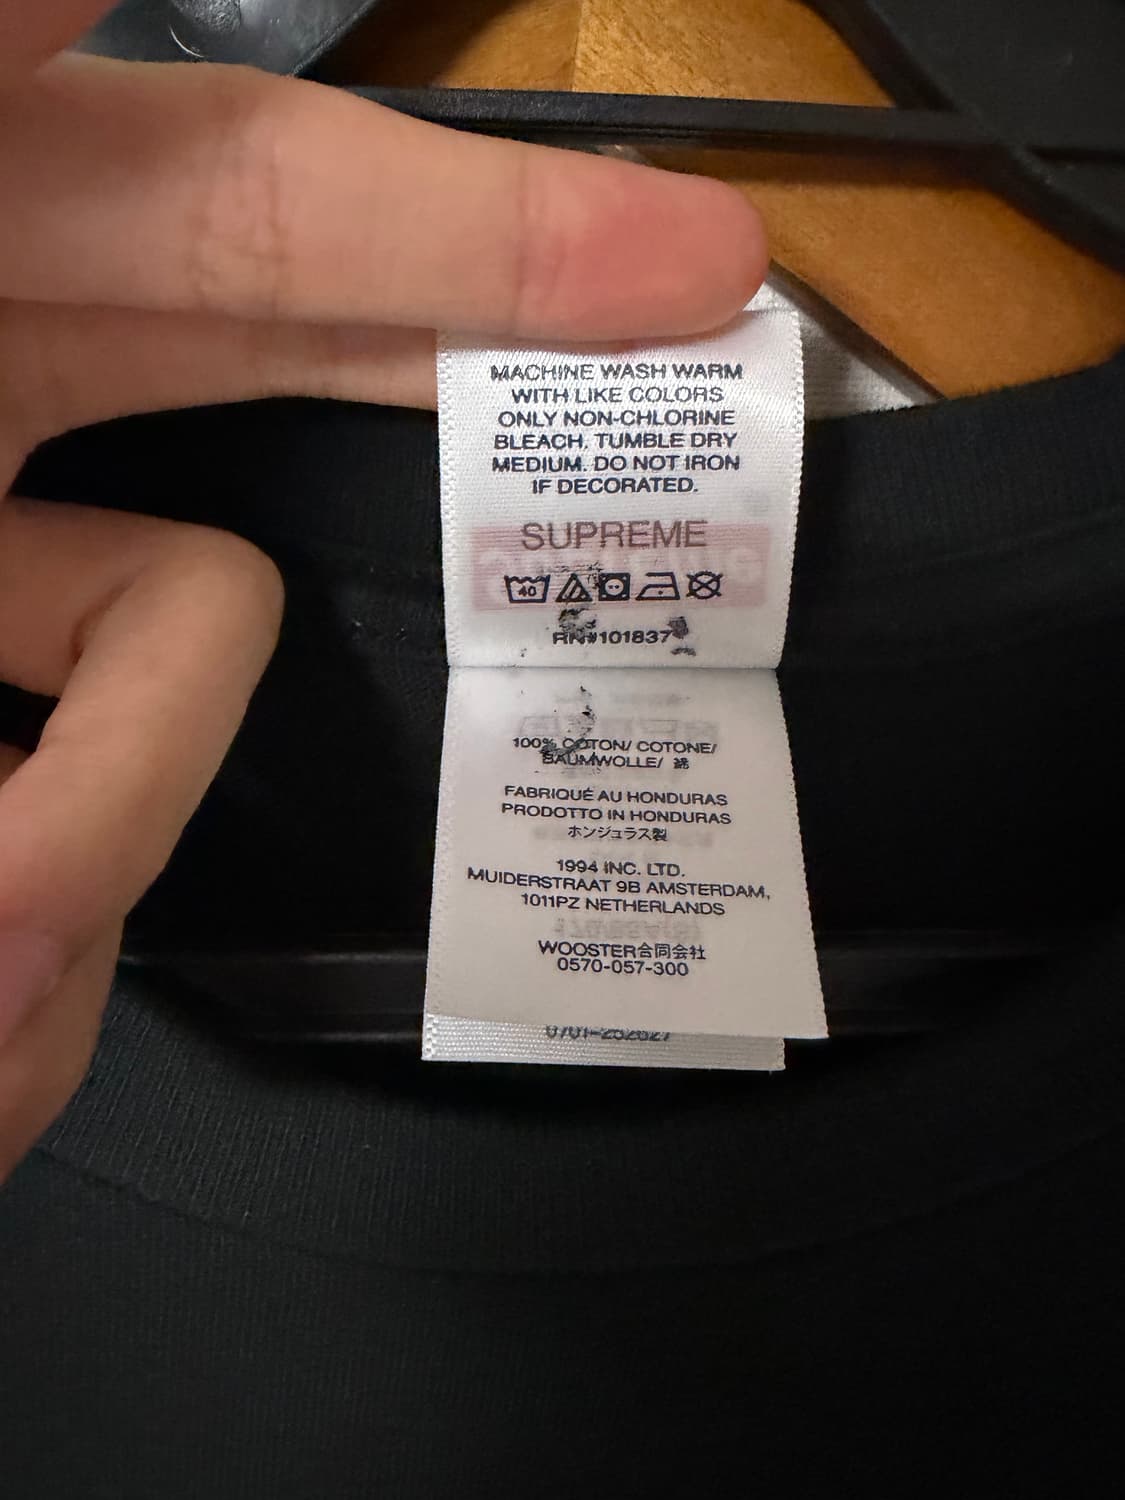 MACHINE WASH WARM
WITH LIKE COLORS
ONLY NON-CHLORINE
BLEACH. TUMBLE DRY
MEDIUM. DO NOT IRON
IF DECORATED.
SUPREME
40
RN#101837
100% COTON/ COTONE/
BAUMWOLLE/ 綿
FABRIQUÉ AU HONDURAS
PRODOTTO IN HONDURAS
ホンジュラス製
1994 INC. LTD.
MUIDERSTRAAT 9B AMSTERDAM,
1011PZ NETHERLANDS
WOOSTER合同会社
0570-057-300